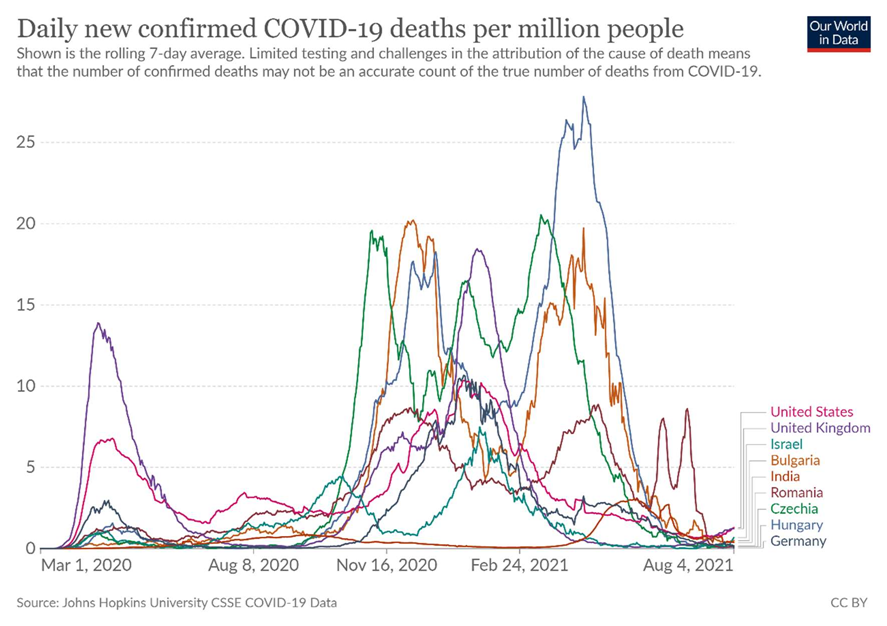 Daily new confirmed COVID-19 deaths per million people
Our World
in Data
Shown is the rolling 7-day average. Limited testing and challenges in the attribution of the cause of death means
that the number of confirmed deaths may not be an accurate count of the true number of deaths from COVID-19.
25
20
15
10
5
0
Mar 1, 2020
Aug 8, 2020
Nov 16, 2020
Feb 24, 2021
Aug 4, 2021
United States
United Kingdom
Israel
Bulgaria
India
Romania
Czechia
Hungary
Germany
Source: Johns Hopkins University CSSE COVID-19 Data
CC BY